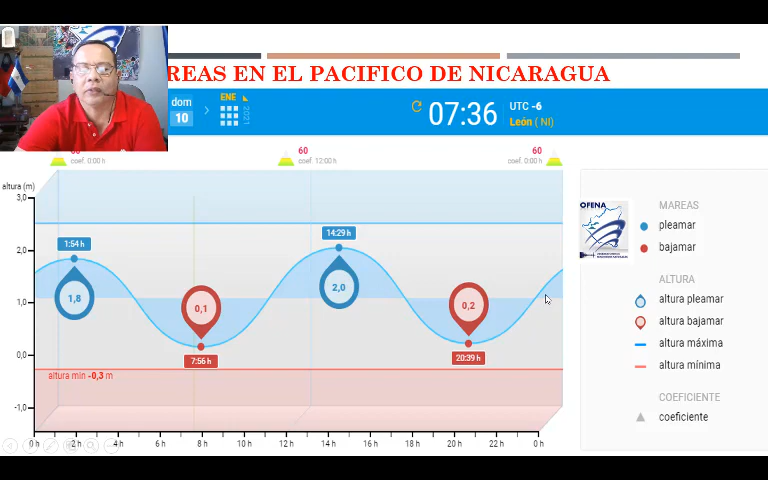 REAS EN EL PACIFICO DE NICARAGUA
dom
10
ENE
2021
07:36
UTC -6
León ( NI)
60
coef. 0:00 h
60
coef. 12:00 h
60
coef. 0:00 h
altura (m)
3,0
2,0
1,0
0,0
-1,0
1:54 h
1,8
0,1
7:56 h
14:29 h
2,0
0,2
20:39 h
altura min -0,3 m
0 h
2 h
4 h
6 h
8 h
10 h
12 h
14 h
16 h
18 h
20 h
22 h
0 h
OFENA
MAREAS
pleamar
bajamar
ALTURA
altura pleamar
altura bajamar
altura máxima
altura mínima
COEFICIENTE
coeficiente